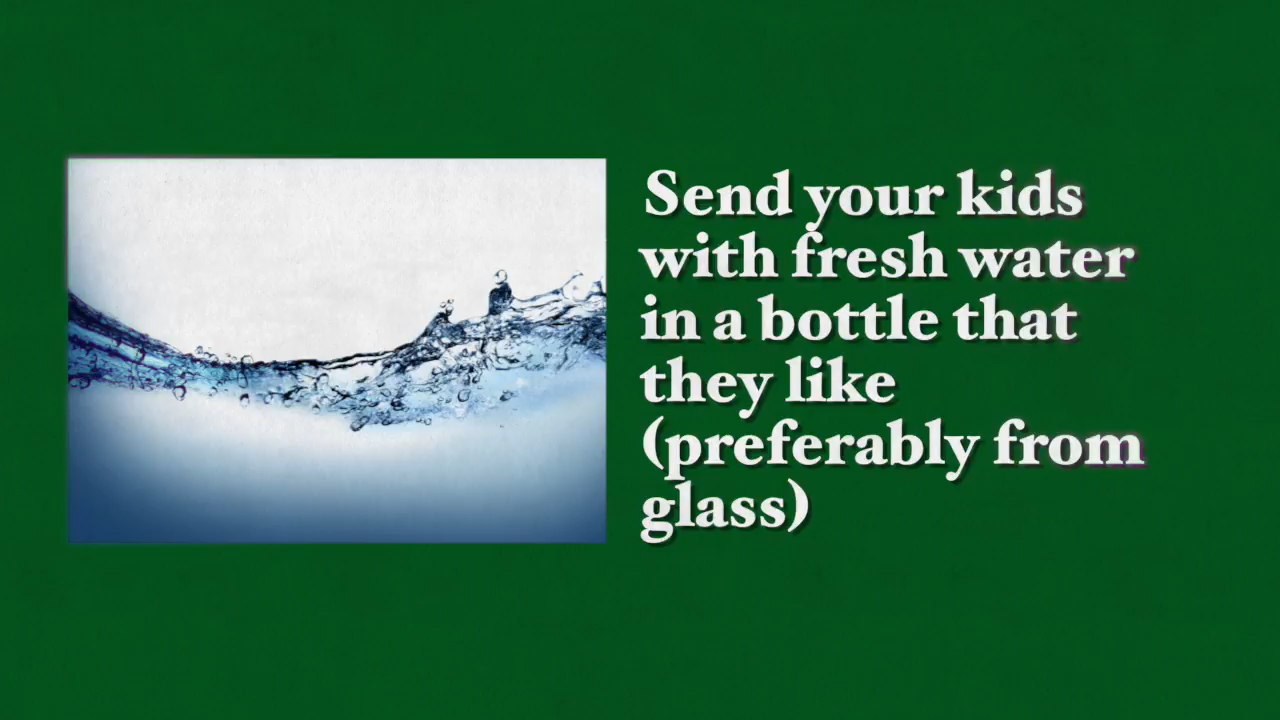 Send your kids
with fresh water
in a bottle that
they like
(preferably from
glass)